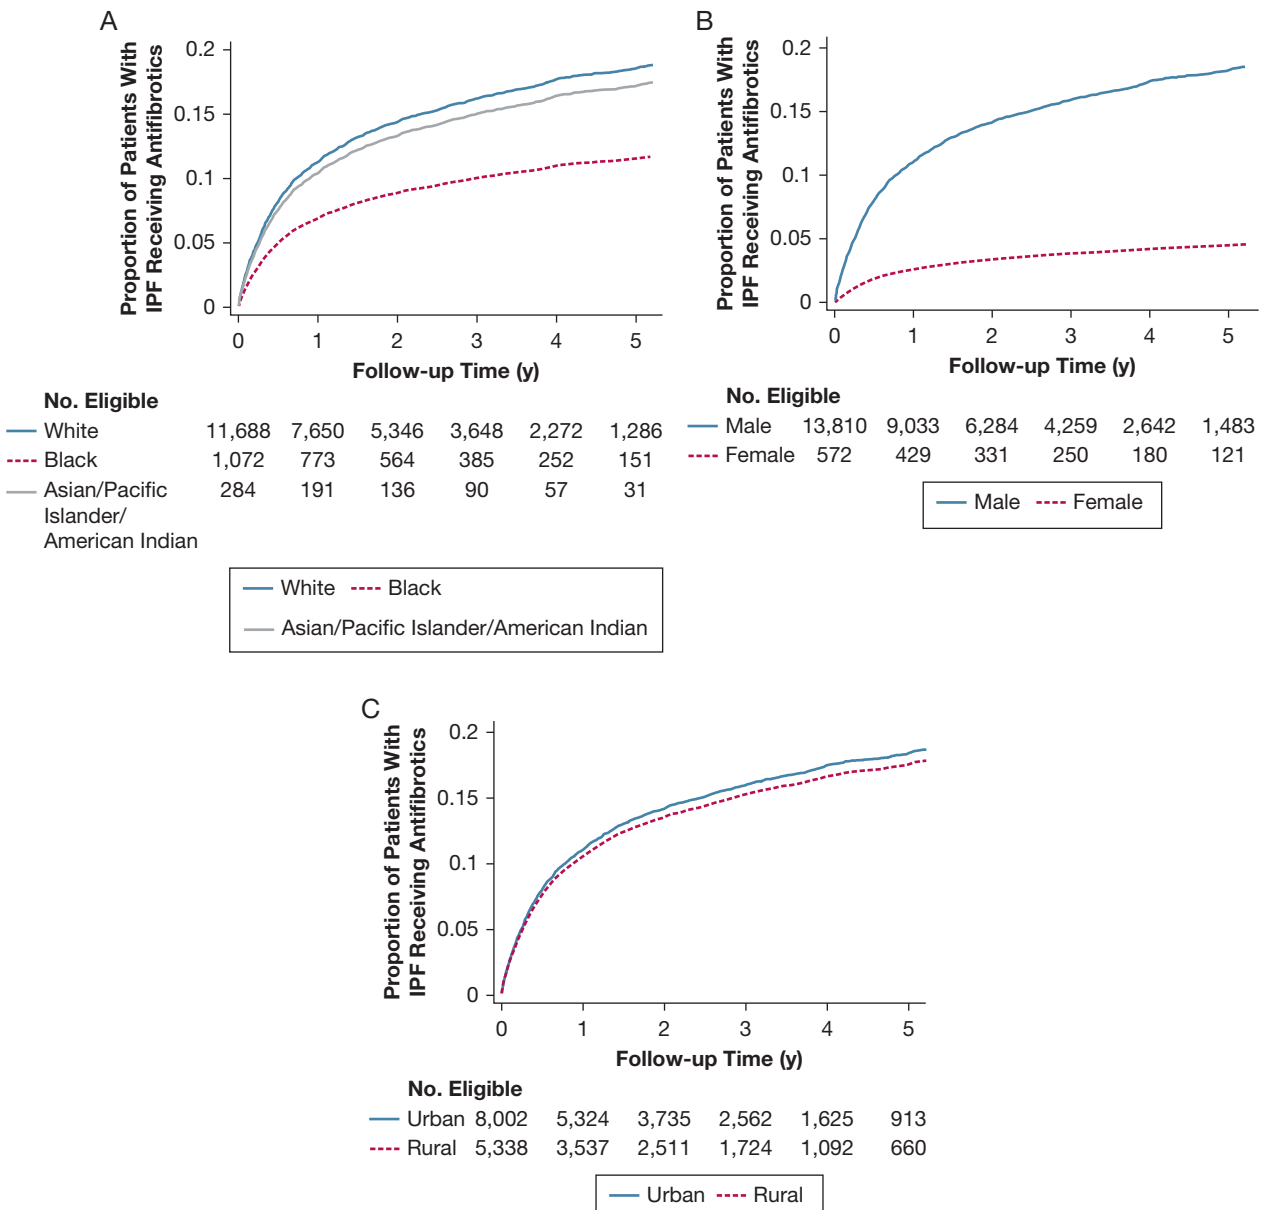 A
Proportion of Patients With
IPF Receiving Antifibrotics
0.2
0.15
0.1
0.05
0
0 1 2 3 4 5
Follow-up Time (y)
No. Eligible
White 11,688 7,650 5,346 3,648 2,272 1,286
Black 1,072 773 564 385 252 151
Asian/Pacific 284 191 136 90 57 31
Islander/
American Indian
White Black
Asian/Pacific Islander/American Indian
B
Proportion of Patients With
IPF Receiving Antifibrotics
0.2
0.15
0.1
0.05
0
0 1 2 3 4 5
Follow-up Time (y)
No. Eligible
Male 13,810 9,033 6,284 4,259 2,642 1,483
Female 572 429 331 250 180 121
Male Female
C
Proportion of Patients With
IPF Receiving Antifibrotics
0.2
0.15
0.1
0.05
0
0 1 2 3 4 5
Follow-up Time (y)
No. Eligible
Urban 8,002 5,324 3,735 2,562 1,625 913
Rural 5,338 3,537 2,511 1,724 1,092 660
Urban Rural